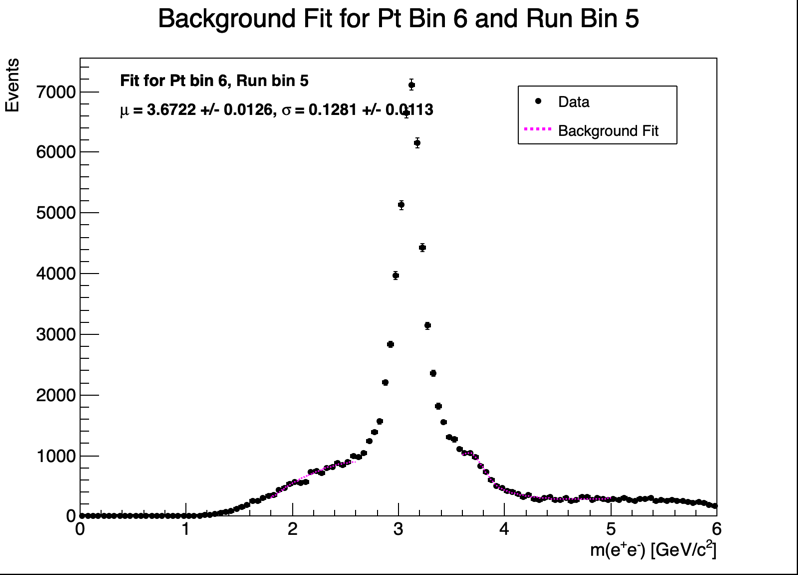 Background Fit for Pt Bin 6 and Run Bin 5
Events
Fit for Pt bin 6, Run bin 5
μ = 3.6722 +/- 0.0126, σ = 0.1281 +/- 0.0113
Data
Background Fit
7000
6000
5000
4000
3000
2000
1000
0
0 1 2 3 4 5 6
m(e⁺e⁻) [GeV/c²]